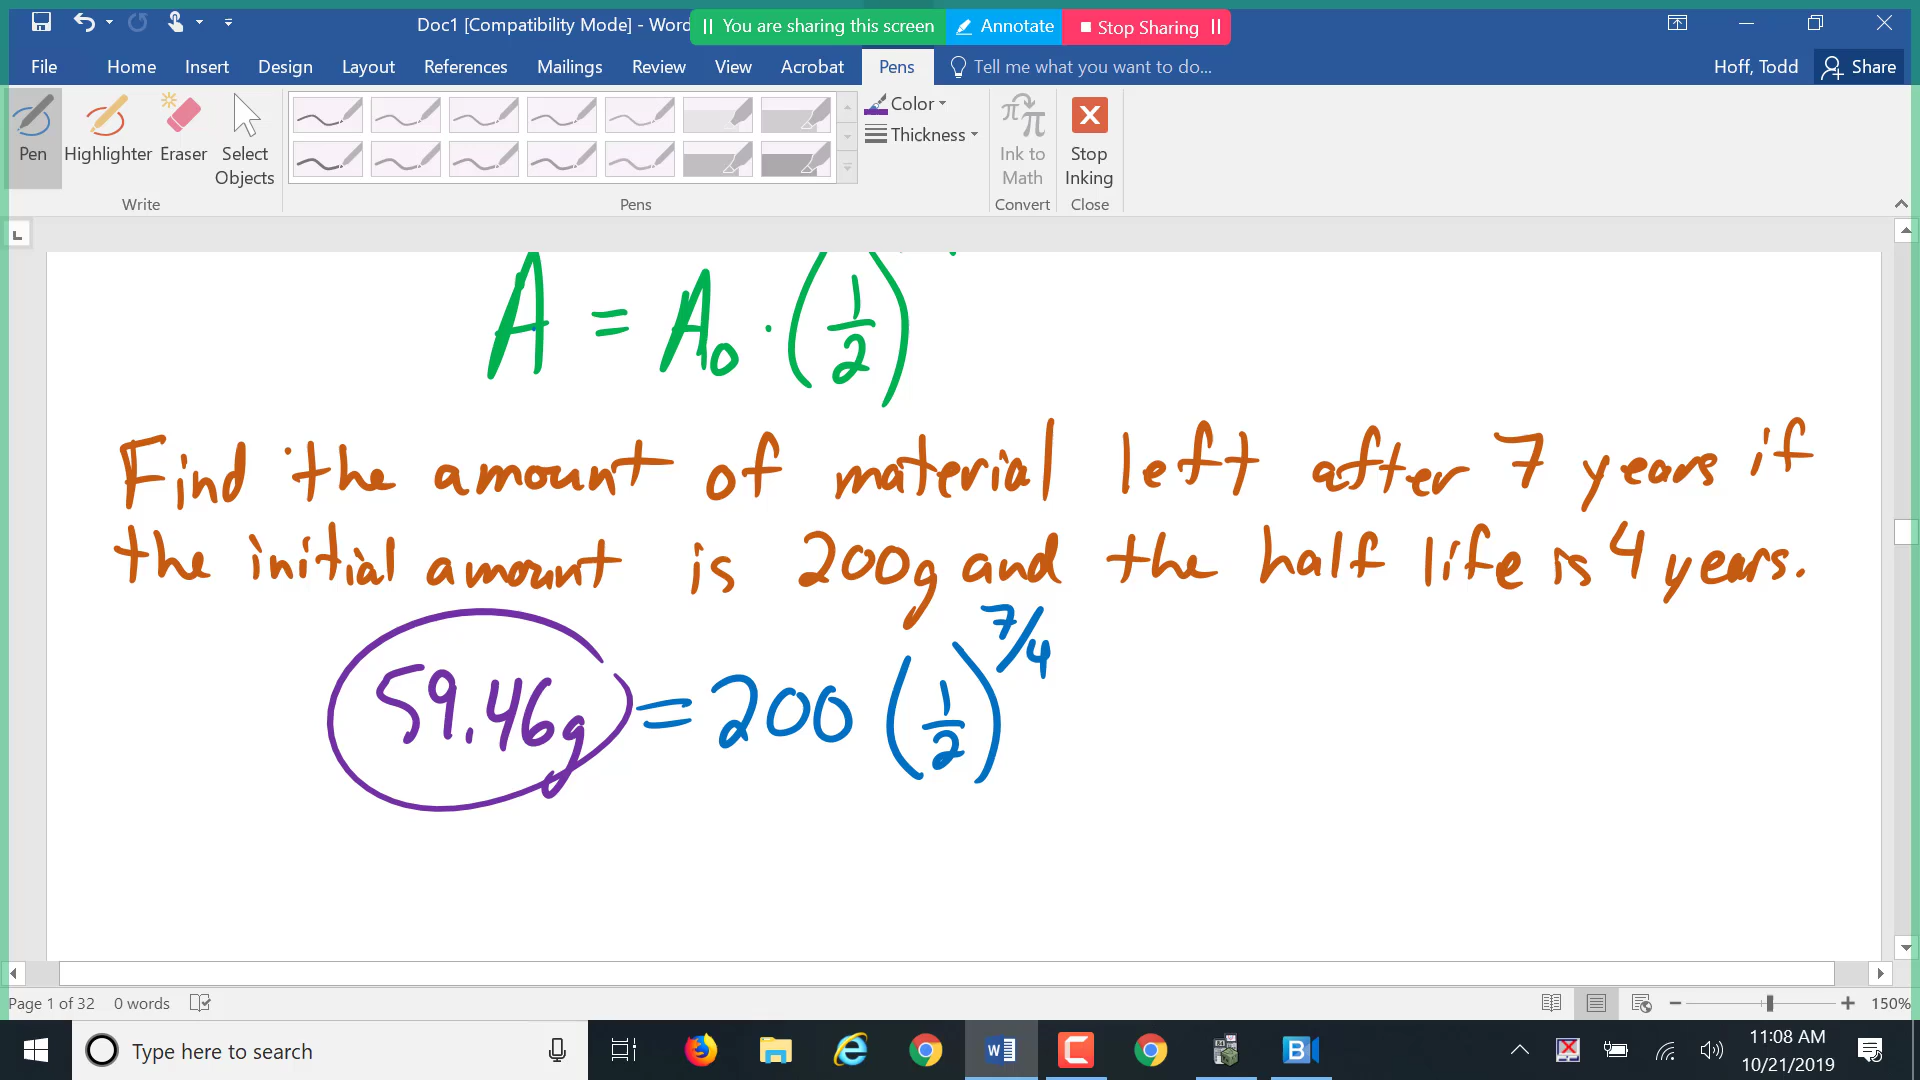 Doc1 [Compatibility Mode] - Word
You are sharing this screen
Annotate
Stop Sharing
File Home Insert Design Layout References Mailings Review View Acrobat Pens Tell me what you want to do... Hoff, Todd Share
Pen Highlighter Eraser Select Objects
Color
Thickness
Ink to Math
Stop Inking
Write Pens Convert Close
A = A0 · (1/2)
Find the amount of material left after 7 years if
the initial amount is 200g and the half life is 4 years.
59.46g = 200 (1/2)^7/4
Page 1 of 32 0 words 150%
Type here to search
11:08 AM
10/21/2019